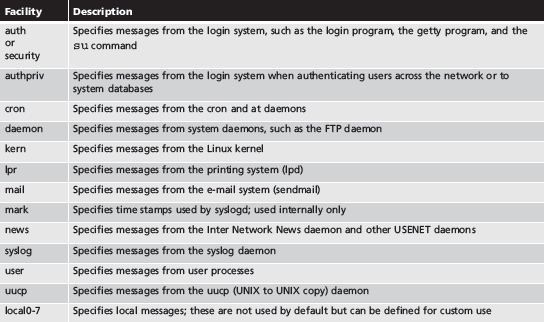 Facility Description
auth Specifies messages from the login system, such as the login program, the getty program, and the
or su command
security
authpriv Specifies messages from the login system when authenticating users across the network or to
system databases
cron Specifies messages from the cron and at daemons
daemon Specifies messages from system daemons, such as the FTP daemon
kern Specifies messages from the Linux kernel
lpr Specifies messages from the printing system (lpd)
mail Specifies messages from the e-mail system (sendmail)
mark Specifies time stamps used by syslogd; used internally only
news Specifies messages from the Inter Network News daemon and other USENET daemons
syslog Specifies messages from the syslog daemon
user Specifies messages from user processes
uucp Specifies messages from the uucp (UNIX to UNIX copy) daemon
local0-7 Specifies local messages; these are not used by default but can be defined for custom use